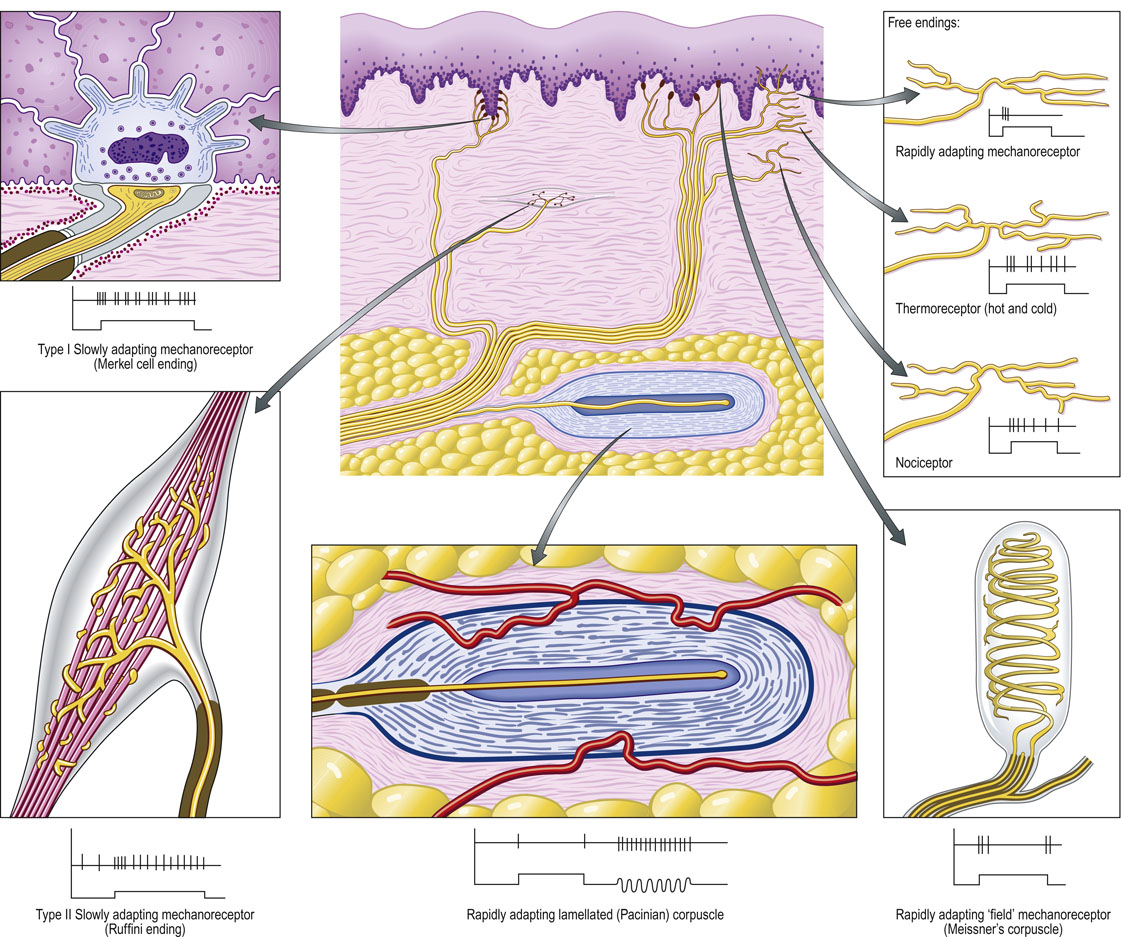 Free endings:
Rapidly adapting mechanoreceptor
Thermoreceptor (hot and cold)
Nociceptor
Type I Slowly adapting mechanoreceptor
(Merkel cell ending)
Type II Slowly adapting mechanoreceptor
(Ruffini ending)
Rapidly adapting lamellated (Pacinian) corpuscle
Rapidly adapting ‘field’ mechanoreceptor
(Meissner’s corpuscle)